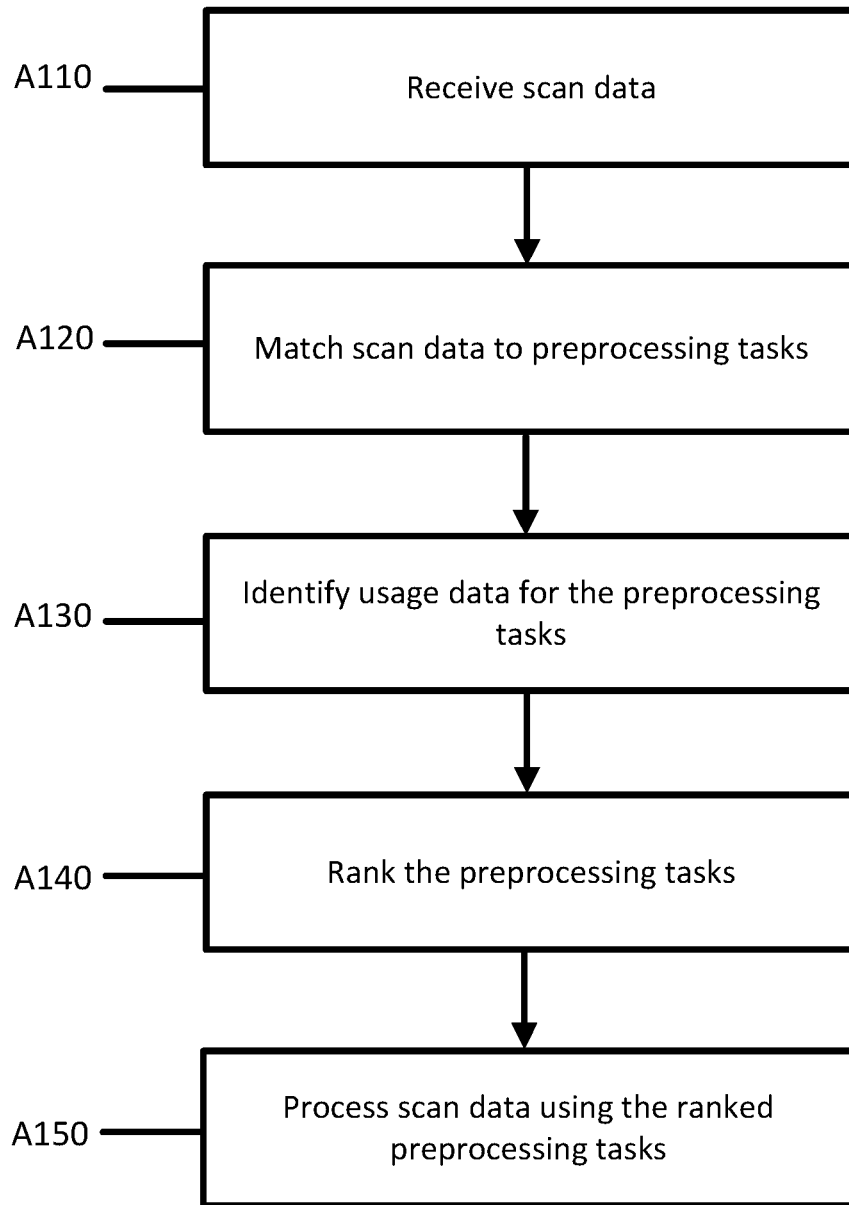 A110
Receive scan data
A120
Match scan data to preprocessing tasks
A130
Identify usage data for the preprocessing
tasks
A140
Rank the preprocessing tasks
A150
Process scan data using the ranked
preprocessing tasks